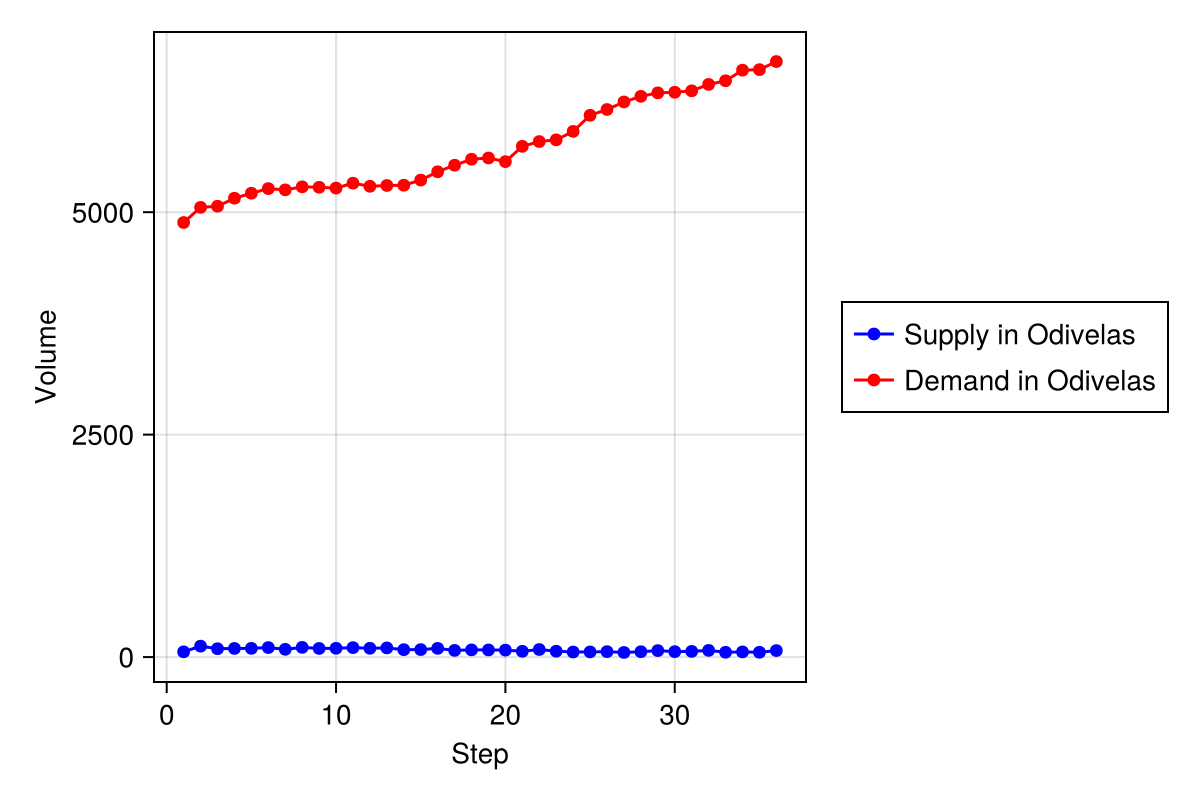 Volume
5000
2500
0
0 10 20 30
Step
Supply in Odivelas
Demand in Odivelas